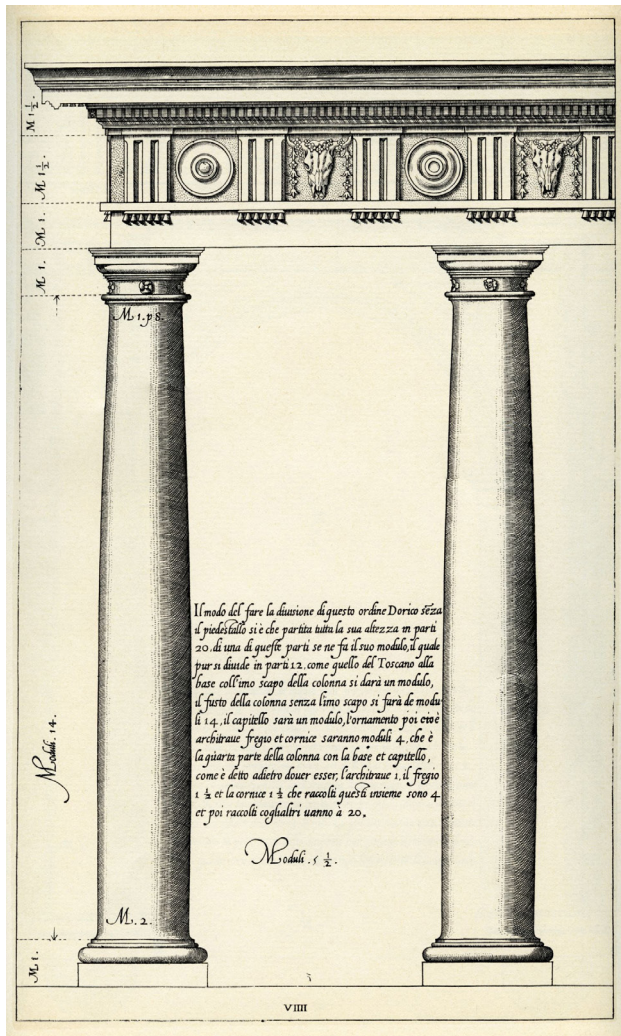 M 1 ½.
M 1 ½.
M 1.
M 1.
M 1. p 8.
Il modo del fare la diuisione di questo ordine Dorico sēza
il piedestallo si è che partita tutta la sua altezza in parti
20. di una di queste parti se ne fa il suo modulo, il quale
pur si diuide in parti 12. come quello del Toscano alla
base coll'imo scapo della colonna si darà un modulo,
il fusto della colonna senza l'imo scapo si farà de modu
li 14, il capitello sarà un modulo, l'ornamento poi cioè
architraue fregio et cornice saranno moduli 4, che è
la quarta parte della colonna con la base et capitello,
come è detto adietro douer esser, l'architraue 1, il fregio
1 ½ et la cornice 1 ½ che raccolti questi insieme sono 4
et poi raccolti cogl'altri uanno à 20.
Moduli 14.
Moduli. 5 ½.
M. 2.
M 1.
VIIII